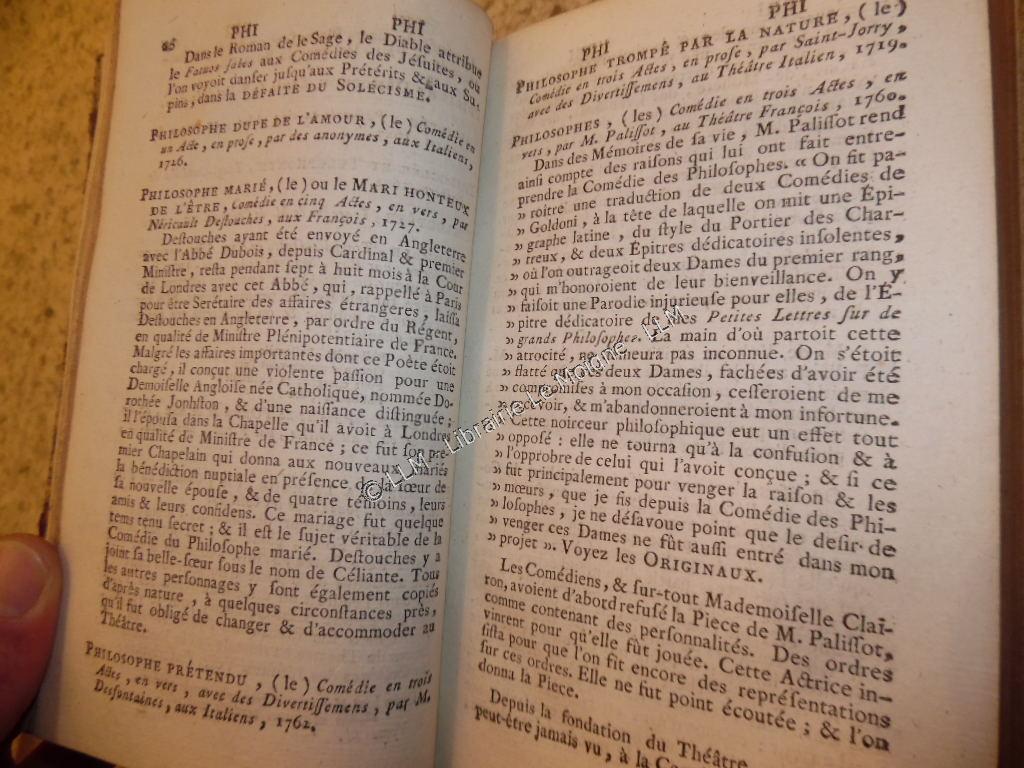 86 PHI PHI
Dans le Roman de le Sage, le Diable attribue
le Fatuos fabes aux Comédies des Jésuites, où
l'on voyoit danser jusqu'aux Prétérits & aux Su-
pins, dans la DÉFAITE DU SOLÉCISME.
PHILOSOPHE DUPE DE L'AMOUR, (le) Comédie en
un Acte, en prose, par des anonymes, aux Italiens,
1726.
PHILOSOPHE MARIÉ, (le) ou le MARI HONTEUX
DE L'ÊTRE, Comédie en cinq Actes, en vers, par
Néricault Destouches, aux François, 1727.
Destouches ayant été envoyé en Angleterre
avec l'Abbé Dubois, depuis Cardinal & premier
Ministre, resta pendant sept à huit mois à la Cour
de Londres avec cet Abbé, qui, rappellé à Paris
pour être Serétaire des affaires étrangeres, laissa
Destouches en Angleterre, par ordre du Régent,
en qualité de Ministre Plénipotentiaire de France.
Malgré les affaires importantes dont ce Poëte étoit
chargé, il conçut une violente passion pour une
Demoiselle Angloise née Catholique, nommée Do-
rothée Jonhston, & d'une naissance distinguée;
il l'épousa dans la Chapelle qu'il avoit à Londres
en qualité de Ministre de France; ce fut son pre-
mier Chapelain qui donna aux nouveaux mariés
la bénédiction nuptiale en présence de la sœur de
sa nouvelle épouse, & de quatre témoins, leurs
amis & leurs confidens. Ce mariage fut quelque
tems tenu secret; & il est le sujet véritable de la
Comédie du Philosophe marié. Destouches y a
joint sa belle-sœur sous le nom de Céliante. Tous
les autres personnages y sont également copiés
d'après nature, à quelques circonstances près,
qu'il fut obligé de changer & d'accommoder au
Théâtre.
PHILOSOPHE PRÉTENDU, (le) Comédie en trois
Actes, en vers, avec des Divertissemens, par M.
Desfontaines, aux Italiens, 1762.
PHI PHI
PHILOSOPHE TROMPÉ PAR LA NATURE, (le)
Comédie en trois Actes, en prose, par Saint-Jorry,
avec des Divertissemens, au Théâtre Italien, 1719.
PHILOSOPHES, (les) Comédie en trois Actes, en
vers, par M. Palissot, au Théâtre François, 1760.
Dans des Mémoires de sa vie, M. Palissot rend
ainsi compte des raisons qui lui ont fait entre-
prendre la Comédie des Philosophes. « On fit pa-
» roître une traduction de deux Comédies de
» Goldoni, à la tête de laquelle on mit une Épi-
» graphe latine, du style du Portier des Char-
» treux, & deux Épitres dédicatoires insolentes,
» où l'on outrageoit deux Dames du premier rang,
» qui m'honoroient de leur bienveillance. On y
» faisoit une Parodie injurieuse pour elles, de l'É-
» pitre dédicatoire de mes Petites Lettres sur de
» grands Philosophes. La main d'où partoit cette
» atrocité, ne demeura pas inconnue. On s'étoit
» flatté que ces deux Dames, fachées d'avoir été
» compromises à mon occasion, cesseroient de me
» recevoir, & m'abandonneroient à mon infortune.
» Cette noirceur philosophique eut un effet tout
» opposé: elle ne tourna qu'à la confusion & à
» l'opprobre de celui qui l'avoit conçue; & si ce
» fut principalement pour venger la raison & les
» mœurs, que je fis depuis la Comédie des Phi-
» losophes, je ne désavoue point que le desir de
» venger ces Dames ne fût aussi entré dans mon
» projet ». Voyez les ORIGINAUX.
Les Comédiens, & sur-tout Mademoiselle Clai-
ron, avoient d'abord refusé la Piece de M. Palissot,
comme contenant des personalités. Des ordres
vinrent pour qu'elle fût jouée. Cette Actrice in-
sista pour que l'on fit encore des représentations
sur ces ordres. Elle ne fut point écoutée; & l'on
donna la Piece.
Depuis la fondation du Théâtre
peut-être jamais vu, à la
© LLM - Librairie Le Moione - LLM